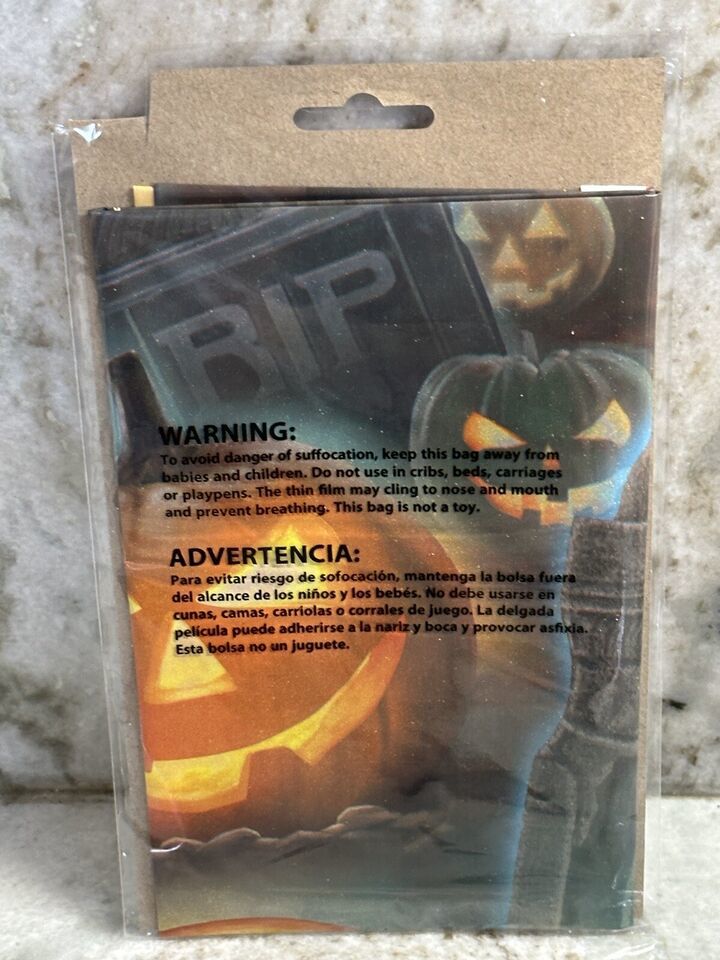 RIP
WARNING:
To avoid danger of suffocation, keep this bag away from
babies and children. Do not use in cribs, beds, carriages
or playpens. The thin film may cling to nose and mouth
and prevent breathing. This bag is not a toy.
ADVERTENCIA:
Para evitar riesgo de sofocación, mantenga la bolsa fuera
del alcance de los niños y los bebés. No debe usarse en
cunas, camas, carriolas o corrales de juego. La delgada
película puede adherirse a la nariz y boca y provocar asfixia.
Esta bolsa no un juguete.